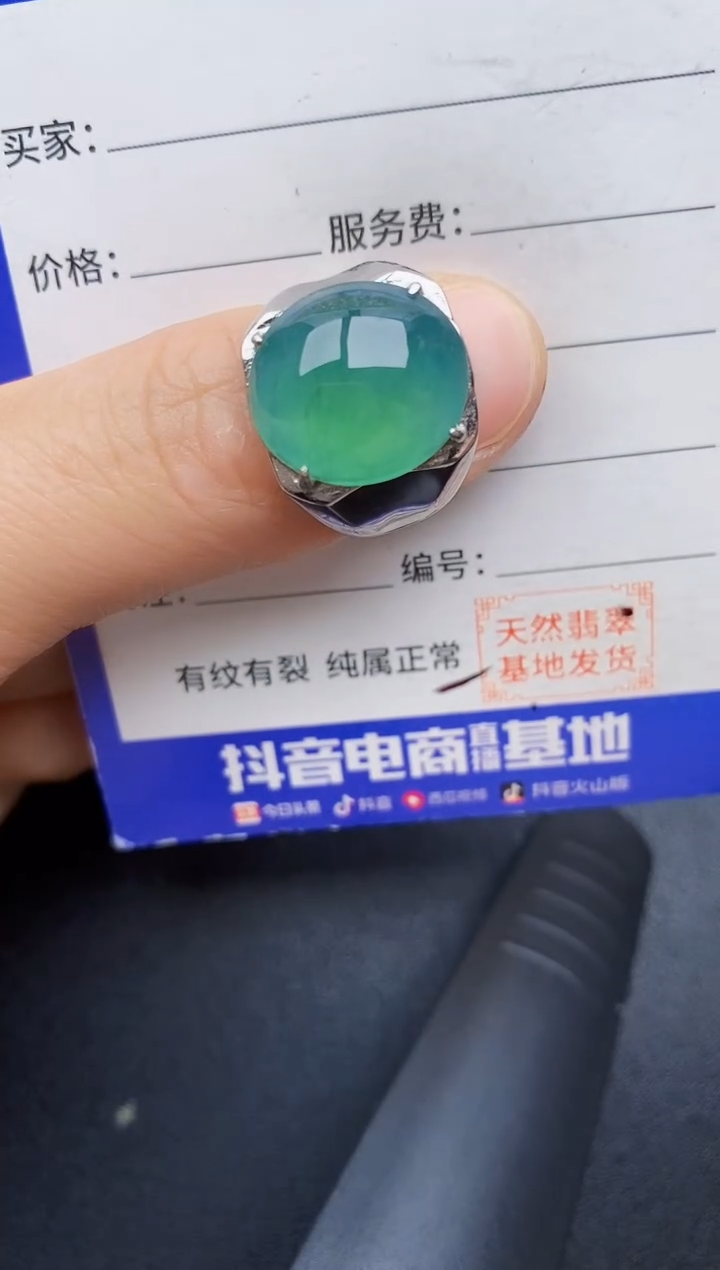 买家：
价格： 服务费：
编号：
有纹有裂 纯属正常
天然翡翠
基地发货
抖音电商直播基地
今日头条 抖音 西瓜视频 抖音火山版